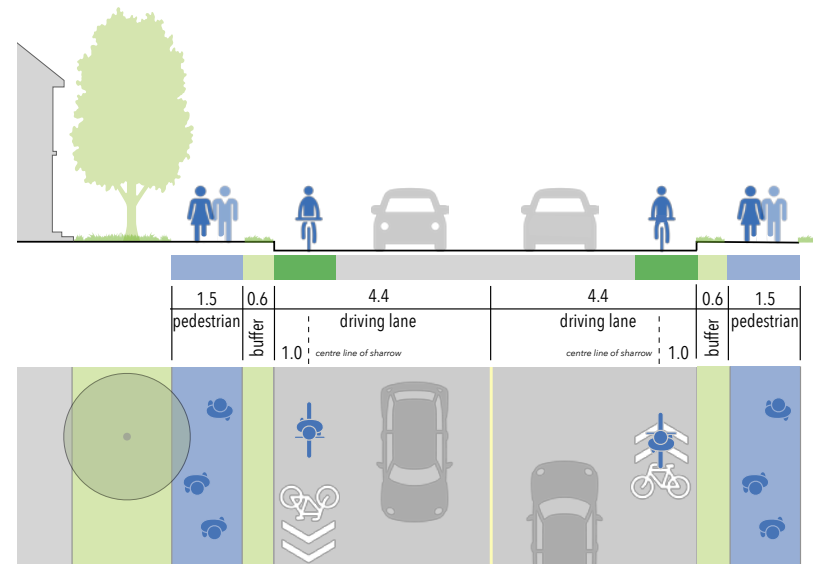 1.5 0.6 4.4 4.4 0.6 1.5
pedestrian buffer driving lane driving lane buffer pedestrian
1.0 centre line of sharrow centre line of sharrow 1.0